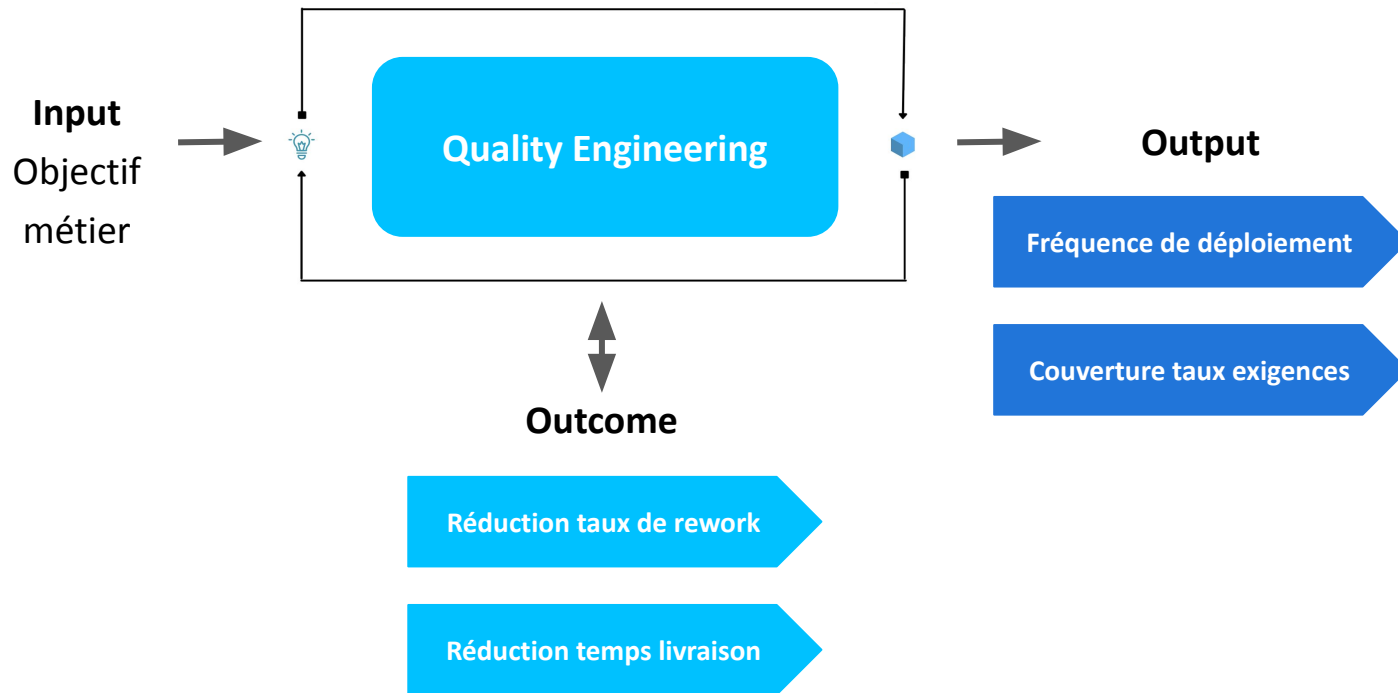 Input
Objectif
métier
Quality Engineering
Output
Fréquence de déploiement
Couverture taux exigences
Outcome
Réduction taux de rework
Réduction temps livraison